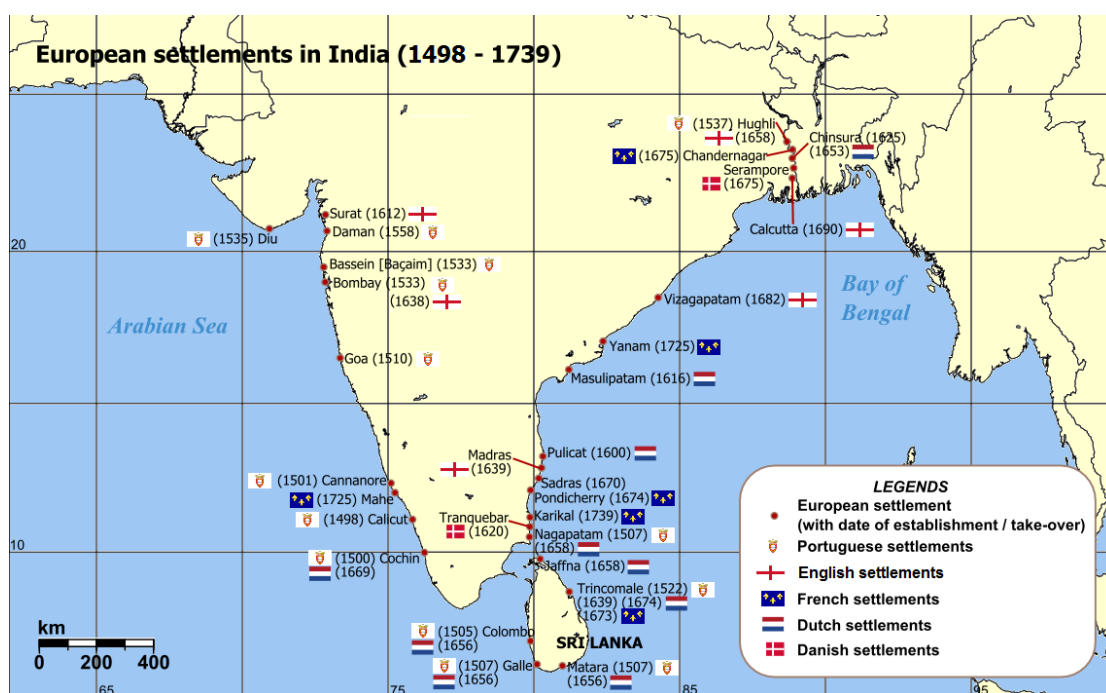 European settlements in India (1498 - 1739)
(1537) Hughli
(1658)
Chinsura (1625)
(1653)
(1675) Chandernagar
Serampore
(1675)
Calcutta (1690)
Surat (1612)
Daman (1558)
(1535) Diu
20
Bassein [Baçaim] (1533)
Bombay (1533)
(1638)
Bay of
Bengal
Vizagapatam (1682)
Arabian Sea
Yanam (1725)
Goa (1510)
Masulipatam (1616)
Madras
(1639)
Pulicat (1600)
(1501) Cannanore
Sadras (1670)
(1725) Mahe
Pondicherry (1674)
(1498) Calicut
Karikal (1739)
Tranquebar
(1620)
Nagapatam (1507)
(1658)
10
(1500) Cochin
(1669)
Jaffna (1658)
Trincomale (1522)
(1639) (1674)
(1673)
(1505) Colombo
(1656)
SRI LANKA
(1507) Galle
(1656)
Matara (1507)
(1656)
km
0 200 400
LEGENDS
European settlement
(with date of establishment / take-over)
Portuguese settlements
English settlements
French settlements
Dutch settlements
Danish settlements
65
75
85
95